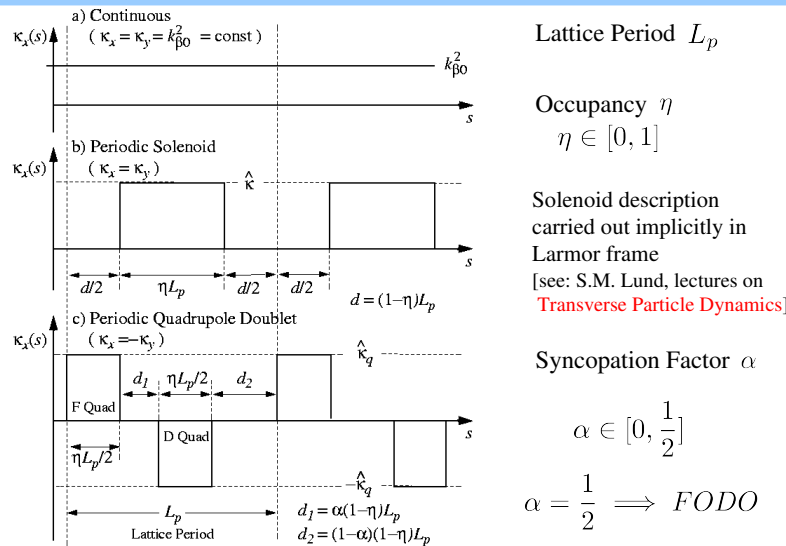 a) Continuous
κₓ(s)
( κₓ = κᵧ = k²β0 = const )
k²β0
s
b) Periodic Solenoid
κₓ(s)
( κₓ = κᵧ )
κ̂
s
d/2 ηLₚ d/2 d/2
d = (1−η)Lₚ
c) Periodic Quadrupole Doublet
κₓ(s)
( κₓ =−κᵧ )
κ̂q
d₁ ηLₚ/2 d₂
F Quad
s
D Quad
ηLₚ/2
−κ̂q
Lₚ
Lattice Period
d₁ = α(1−η)Lₚ
d₂ = (1−α)(1−η)Lₚ
Lattice Period Lₚ
Occupancy η
η ∈ [0, 1]
Solenoid description
carried out implicitly in
Larmor frame
[see: S.M. Lund, lectures on
Transverse Particle Dynamics]
Syncopation Factor α
α ∈ [0, 1/2]
α = 1/2 ⟹ FODO